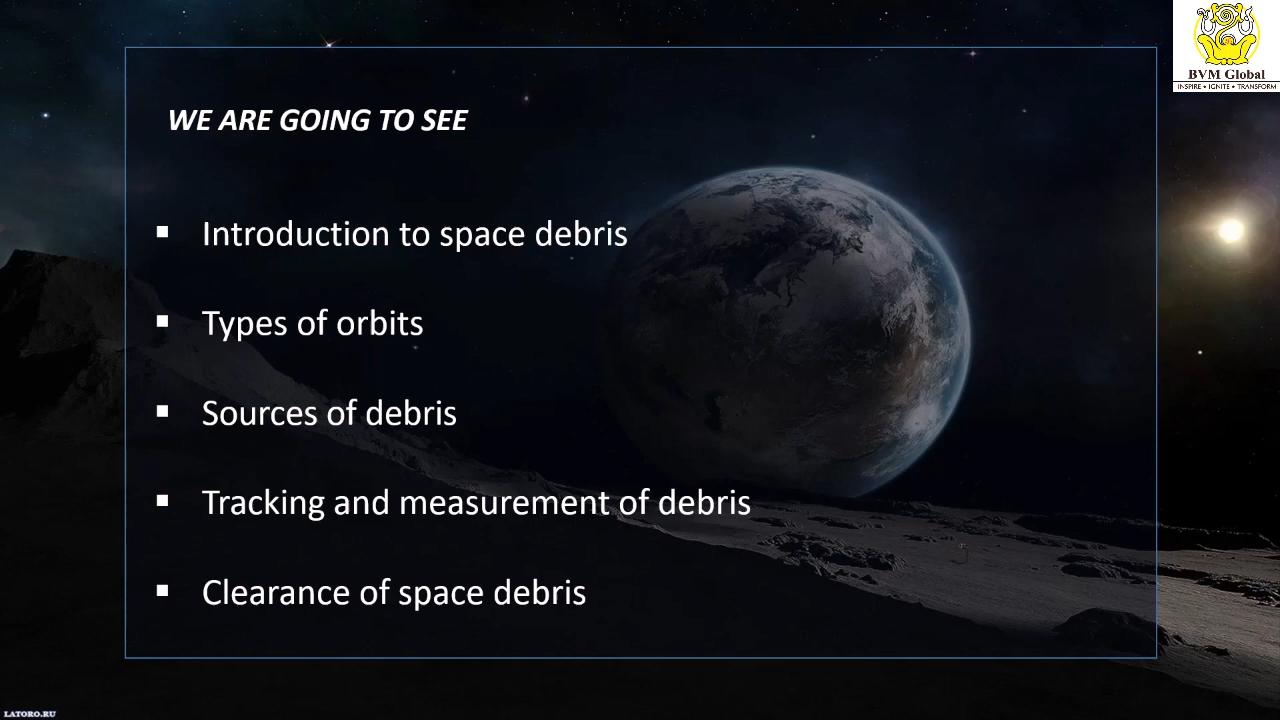 BVM Global
INSPIRE • IGNITE • TRANSFORM
WE ARE GOING TO SEE
▪ Introduction to space debris
▪ Types of orbits
▪ Sources of debris
▪ Tracking and measurement of debris
▪ Clearance of space debris
LATORO.RU